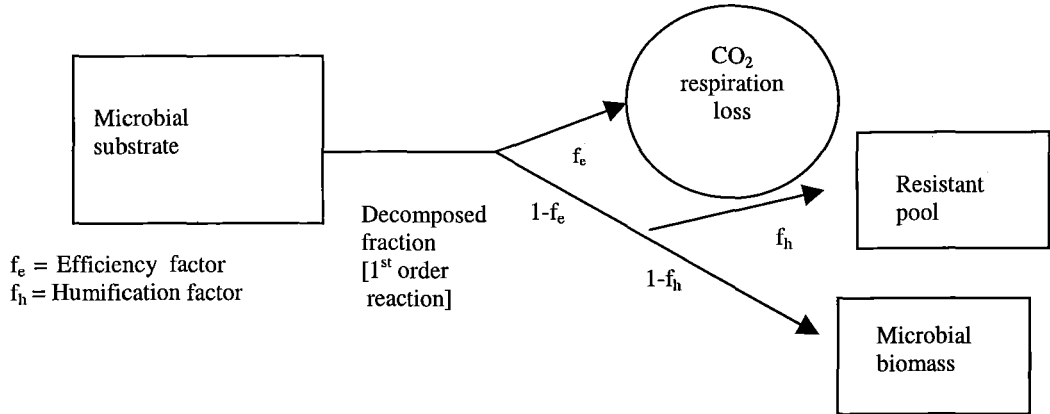 CO₂
respiration
loss
Microbial
substrate
fₑ
Resistant
pool
1-fₑ
Decomposed
fraction
[1ˢᵗ order
reaction]
fₕ
fₑ = Efficiency factor
fₕ = Humification factor
1-fₕ
Microbial
biomass